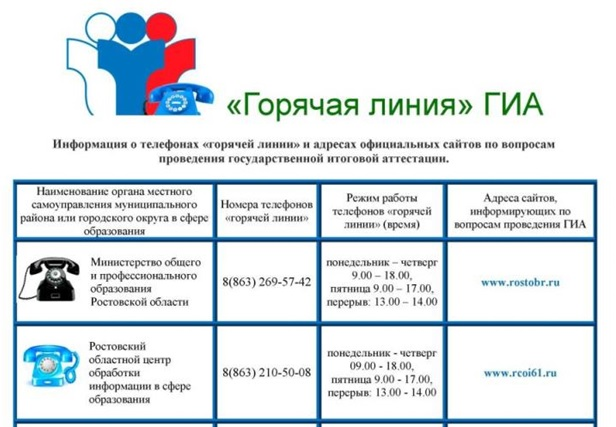 «Горячая линия» ГИА
Информация о телефонах «горячей линии» и адресах официальных сайтов по вопросам
проведения государственной итоговой аттестации.
Наименование органа местного
самоуправления муниципального
района или городского округа в сфере
образования
Номера телефонов
«горячей линии»
Режим работы
телефонов «горячей
линии» (время)
Адреса сайтов,
информирующих по
вопросам проведения ГИА
Министерство общего
и профессионального
образования
Ростовской области
8(863) 269-57-42
понедельник – четверг
9.00 – 18.00,
пятница 9.00 – 17.00,
перерыв: 13.00 – 14.00
www.rostobr.ru
Ростовский
областной центр
обработки
информации в сфере
образования
8(863) 210-50-08
понедельник - четверг
09.00 - 18.00,
пятница 9.00 - 17.00,
перерыв: 13.00 - 14.00
www.rcoi61.ru